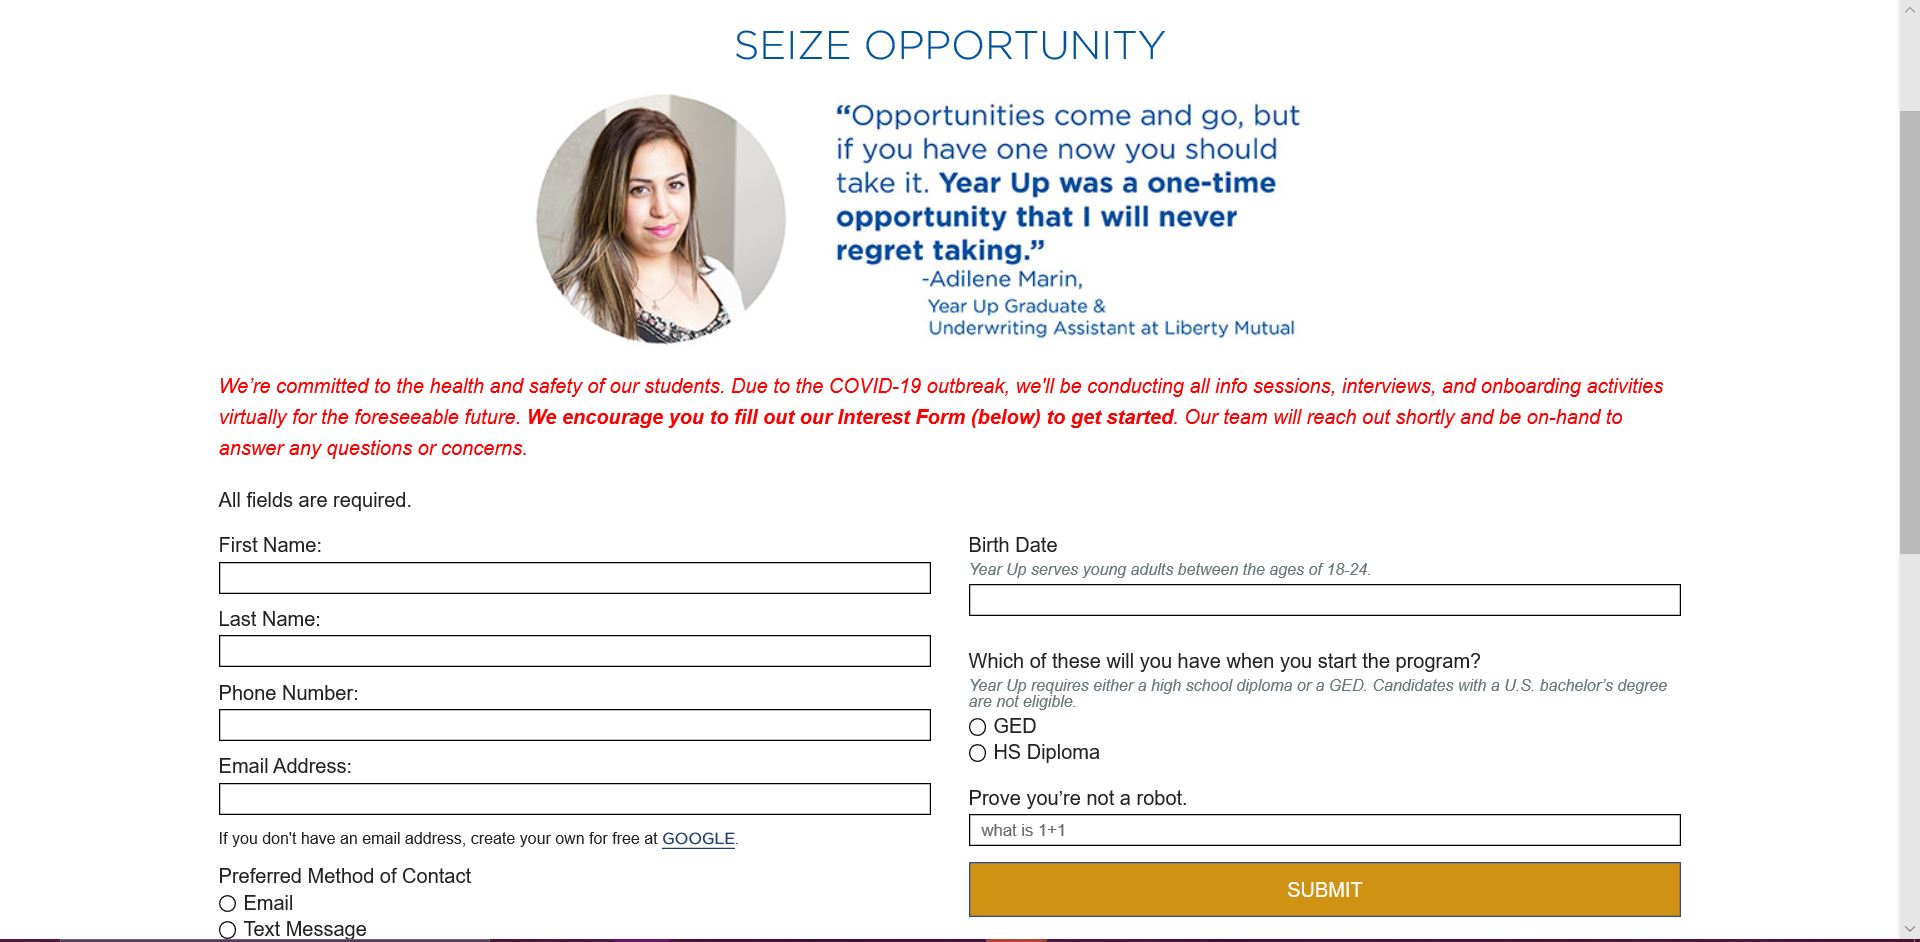 SEIZE OPPORTUNITY
“Opportunities come and go, but
if you have one now you should
take it. Year Up was a one-time
opportunity that I will never
regret taking.”
-Adilene Marin,
Year Up Graduate &
Underwriting Assistant at Liberty Mutual
We’re committed to the health and safety of our students. Due to the COVID-19 outbreak, we'll be conducting all info sessions, interviews, and onboarding activities
virtually for the foreseeable future. We encourage you to fill out our Interest Form (below) to get started. Our team will reach out shortly and be on-hand to
answer any questions or concerns.
All fields are required.
First Name:
Last Name:
Phone Number:
Email Address:
If you don't have an email address, create your own for free at GOOGLE.
Preferred Method of Contact
Email
Text Message
Birth Date
Year Up serves young adults between the ages of 18-24.
Which of these will you have when you start the program?
Year Up requires either a high school diploma or a GED. Candidates with a U.S. bachelor’s degree
are not eligible.
GED
HS Diploma
Prove you’re not a robot.
what is 1+1
SUBMIT